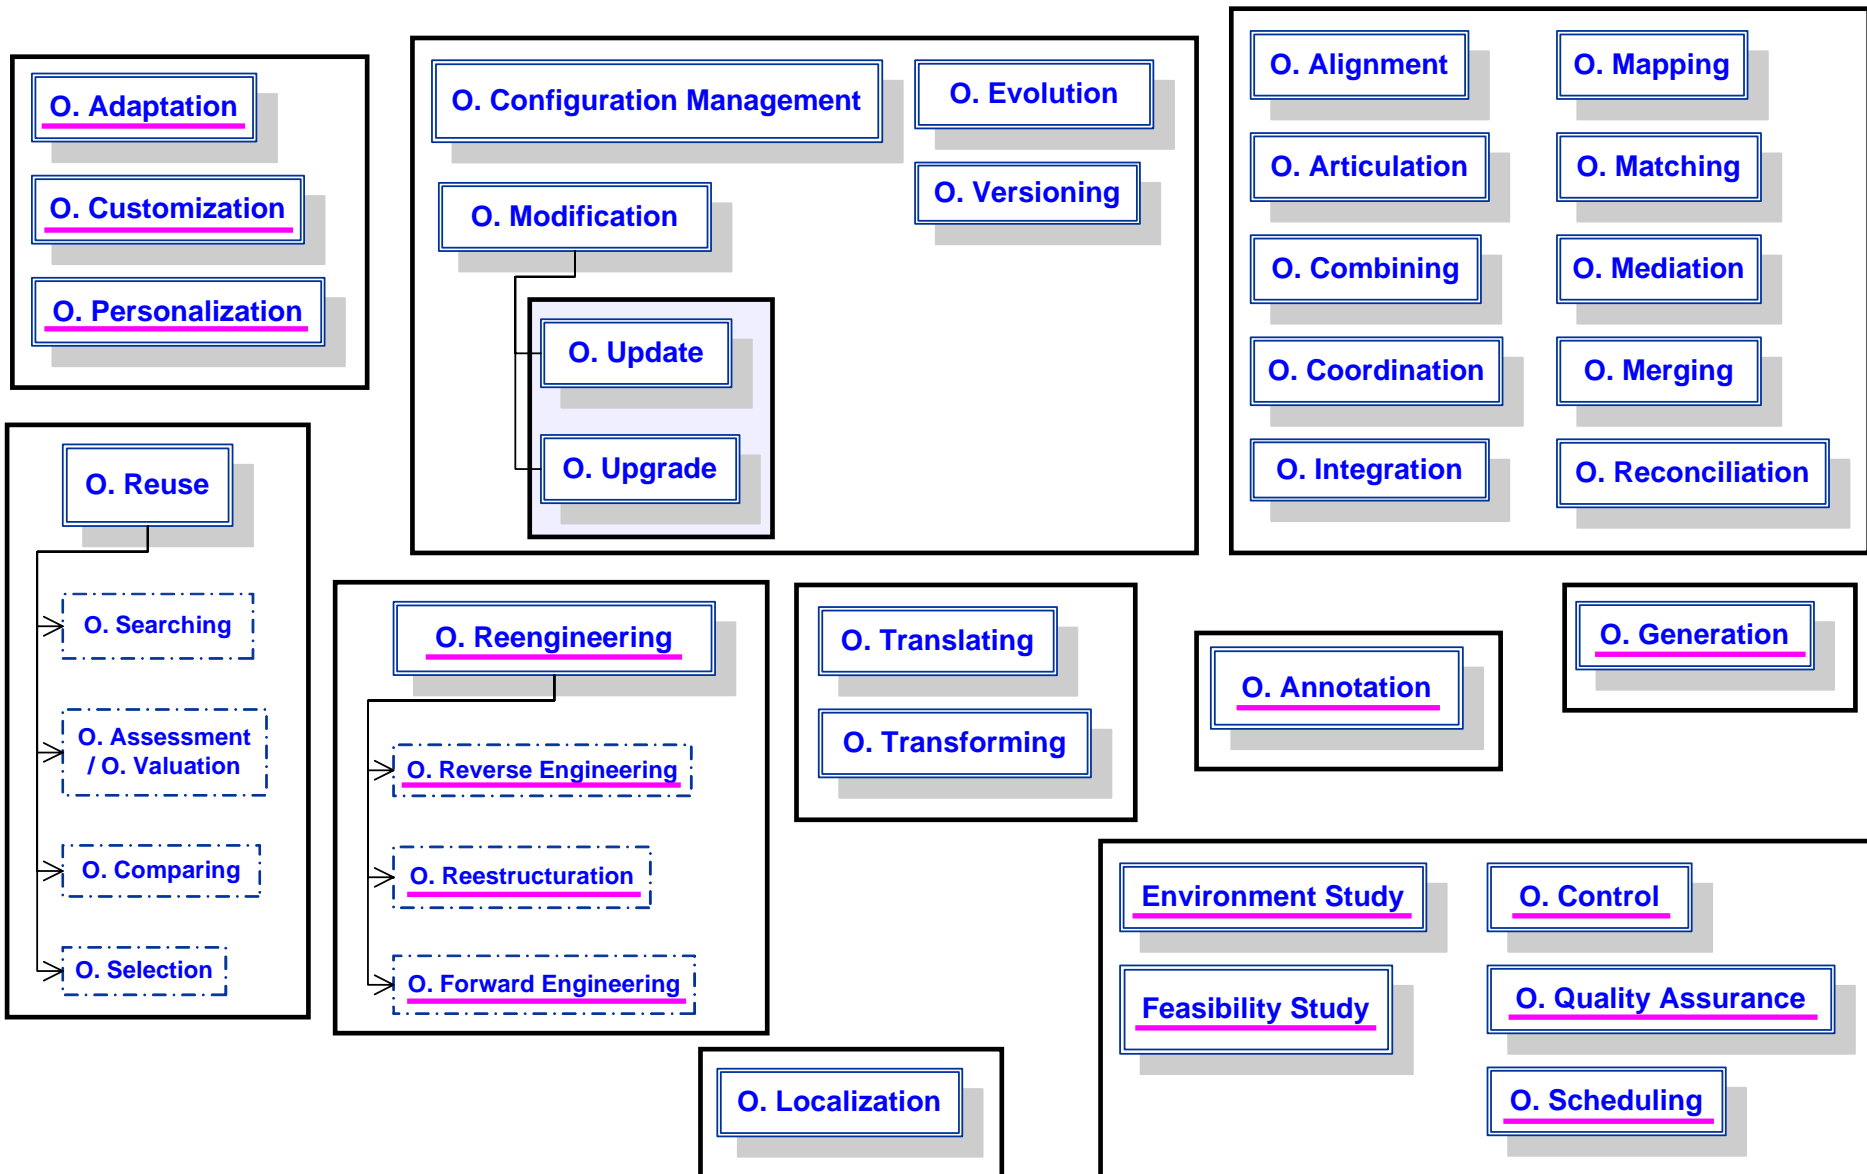 O. Adaptation
O. Customization
O. Personalization
O. Configuration Management
O. Evolution
O. Versioning
O. Modification
O. Update
O. Upgrade
O. Alignment
O. Mapping
O. Articulation
O. Matching
O. Combining
O. Mediation
O. Coordination
O. Merging
O. Integration
O. Reconciliation
O. Reuse
O. Searching
O. Assessment
/ O. Valuation
O. Comparing
O. Selection
O. Reengineering
O. Reverse Engineering
O. Reestructuration
O. Forward Engineering
O. Translating
O. Transforming
O. Annotation
O. Generation
Environment Study
O. Control
Feasibility Study
O. Quality Assurance
O. Scheduling
O. Localization